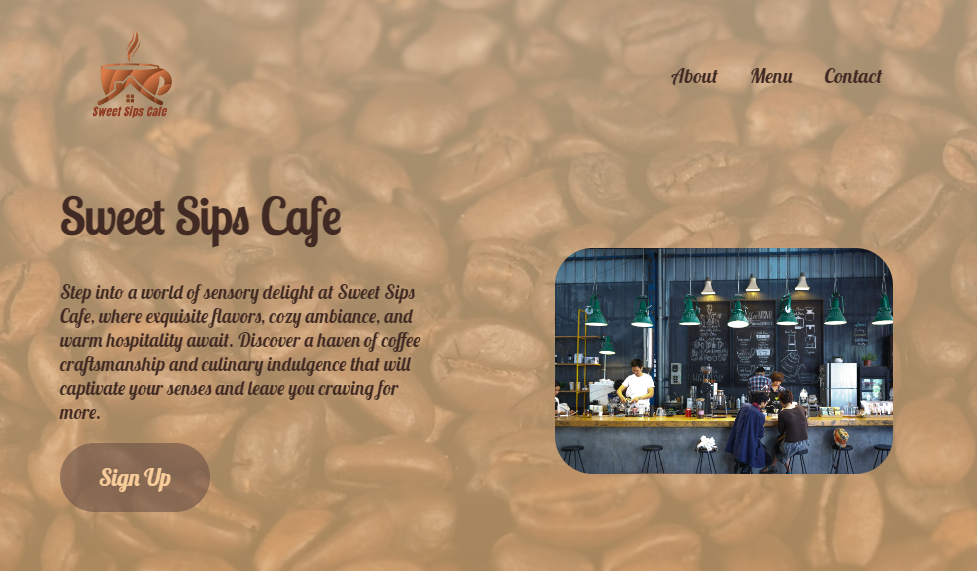 Sweet Sips Cafe
About Menu Contact
Sweet Sips Cafe
Step into a world of sensory delight at Sweet Sips
Cafe, where exquisite flavors, cozy ambiance, and
warm hospitality await. Discover a haven of coffee
craftsmanship and culinary indulgence that will
captivate your senses and leave you craving for
more.
Sign Up